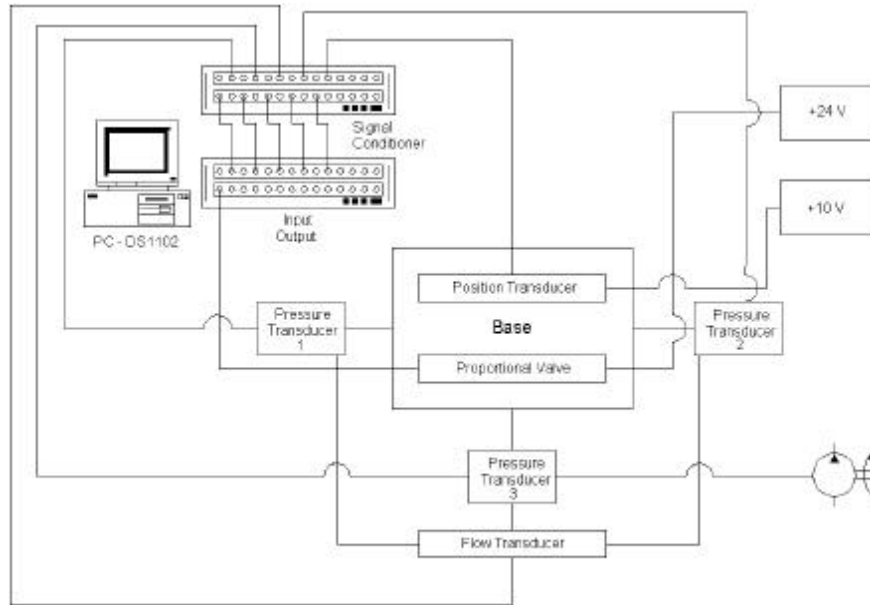 Signal
Conditioner
+24 V
PC - DS1102
Input
Output
+10 V
Position Transducer
Pressure
Transducer
1
Base
Pressure
Transducer
2
Proportional Valve
Pressure
Transducer
3
Flow Transducer